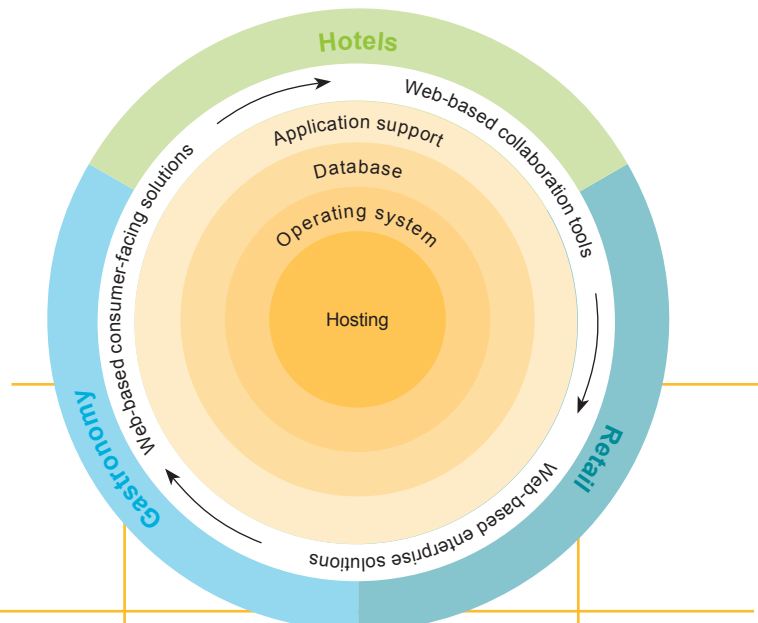 Hotels
Web-based collaboration tools
Application support
Database
Operating system
Hosting
Web-based consumer-facing solutions
Gastronomy
Retail
Web-based enterprise solutions